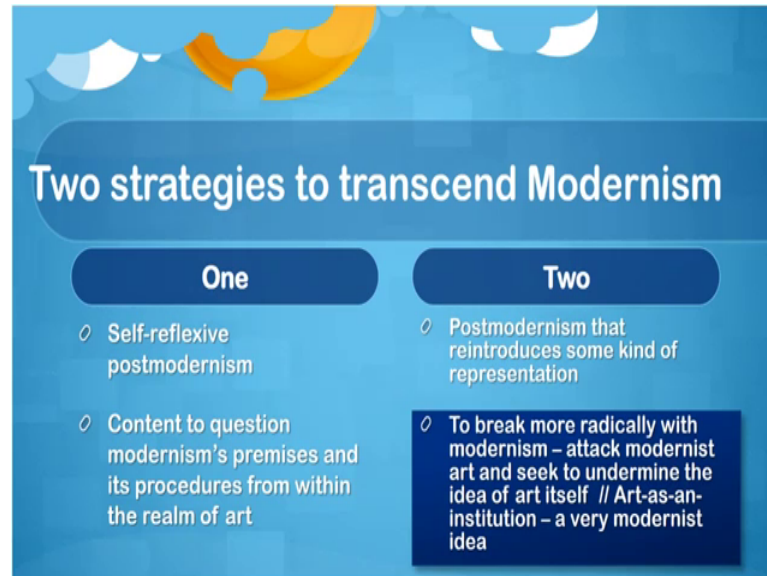 Two strategies to transcend Modernism
One
Self-reflexive
postmodernism
Content to question
modernism's premises and
its procedures from within
the realm of art
Two
Postmodernism that
reintroduces some kind of
representation
To break more radically with
modernism – attack modernist
art and seek to undermine the
idea of art itself // Art-as-an-
institution – a very modernist
idea